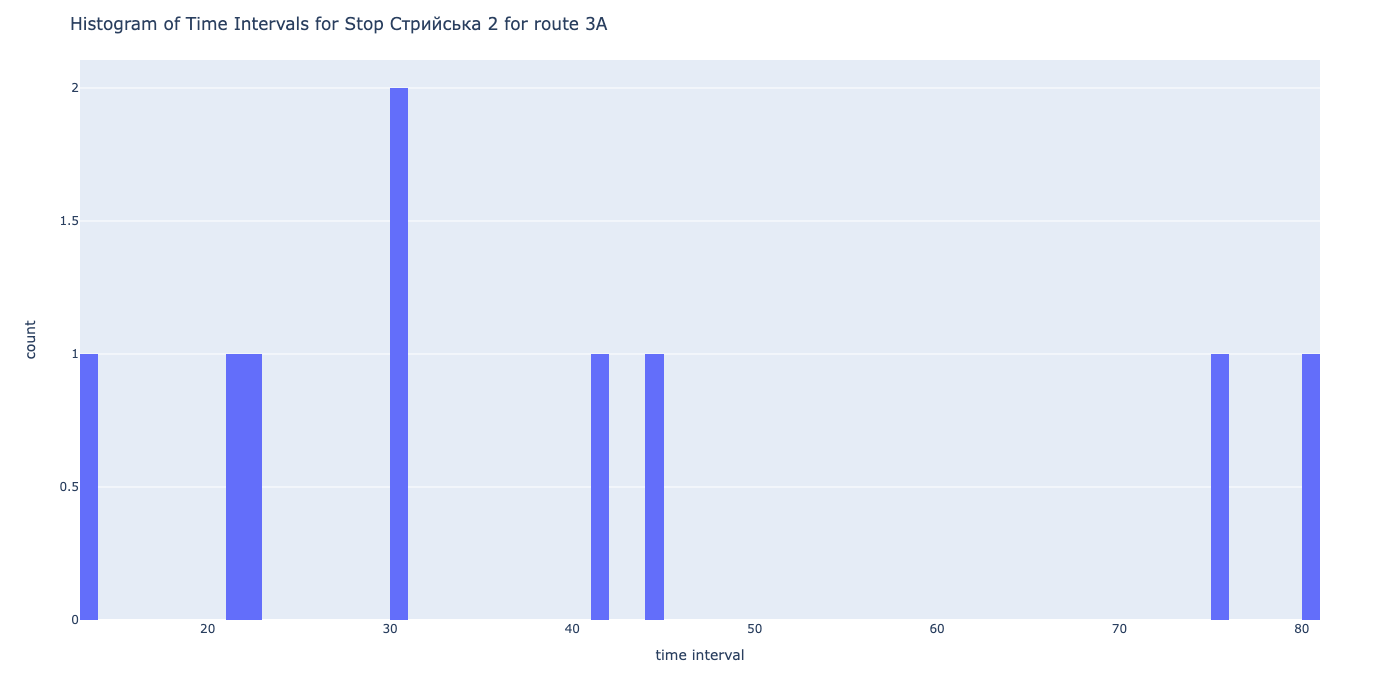 Histogram of Time Intervals for Stop Стрийська 2 for route 3A
2
1.5
1
0.5
0
count
20 30 40 50 60 70 80
time interval